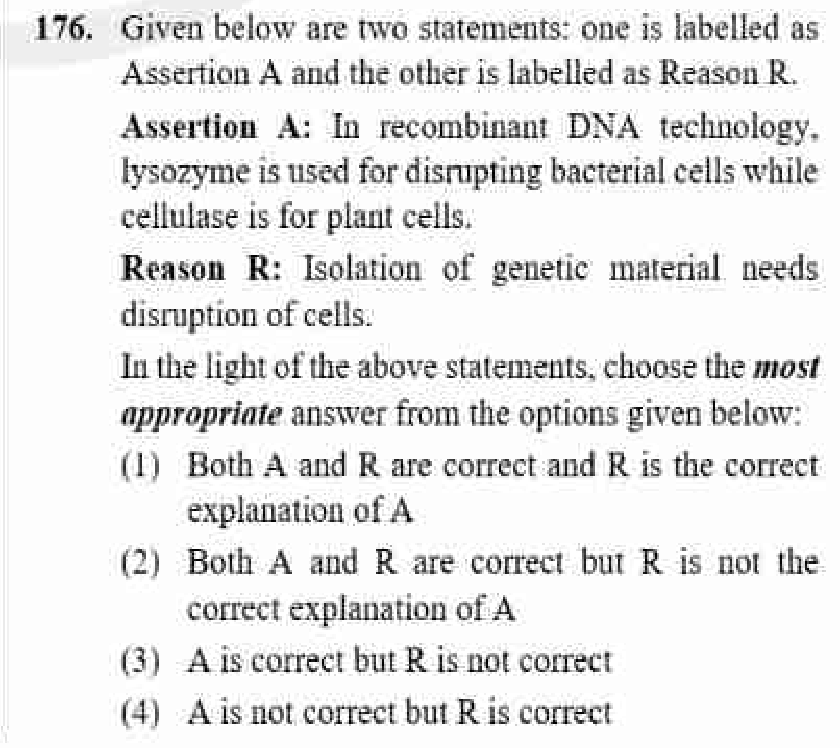 176. Given below are two statements: one is labelled as
Assertion A and the other is labelled as Reason R.
Assertion A: In recombinant DNA technology,
lysozyme is used for disrupting bacterial cells while
cellulase is for plant cells.
Reason R: Isolation of genetic material needs
disruption of cells.
In the light of the above statements, choose the most
appropriate answer from the options given below:
(1) Both A and R are correct and R is the correct
explanation of A
(2) Both A and R are correct but R is not the
correct explanation of A
(3) A is correct but R is not correct
(4) A is not correct but R is correct